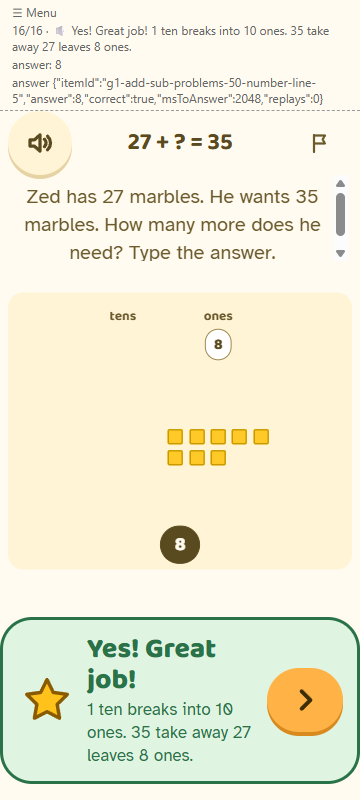 ☰ Menu
16/16 · 🔈 Yes! Great job! 1 ten breaks into 10 ones. 35 take
away 27 leaves 8 ones.
answer: 8
answer {"itemId":"g1-add-sub-problems-50-number-line-
5","answer":8,"correct":true,"msToAnswer":2048,"replays":0}
27 + ? = 35
Zed has 27 marbles. He wants 35
marbles. How many more does he
need? Type the answer.
tens ones
8
8
Yes! Great
job!
1 ten breaks into 10
ones. 35 take away 27
leaves 8 ones.